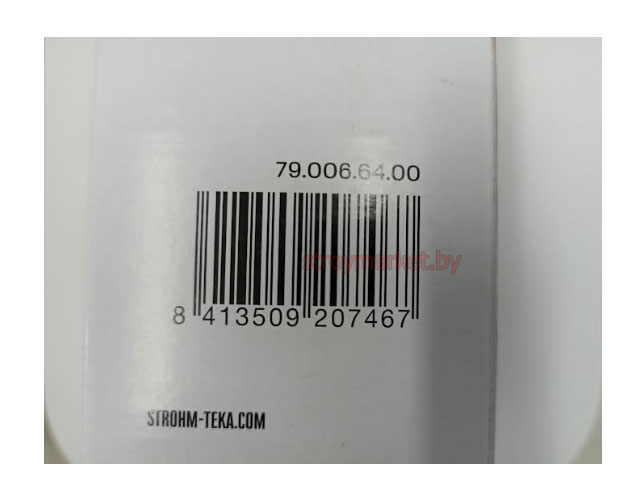 79.006.64.00
stroymarket.by
8 413509 207467
STROHM-TEKA.COM